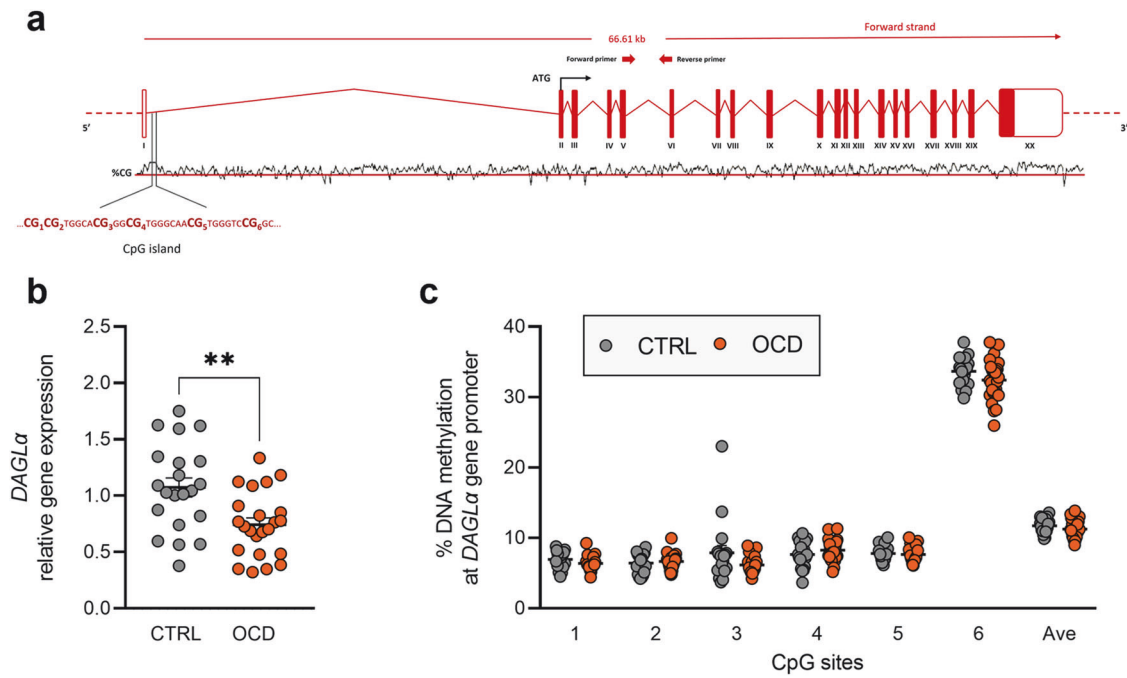 a
66.61 kb
Forward strand
Forward primer
Reverse primer
ATG
5'
3'
I II III IV V VI VII VIII IX X XI XII XIII XIV XV XVI XVII XVIII XIX XX
%CG
...CG1CG2TGGCACG3GGCG4TGGGCAACG5TGGGTCCG6GC...
CpG island
b
DAGLα
relative gene expression
2.5
2.0
1.5
1.0
0.5
0.0
**
CTRL OCD
c
% DNA methylation
at DAGLα gene promoter
40
30
20
10
0
CTRL OCD
1 2 3 4 5 6 Ave
CpG sites